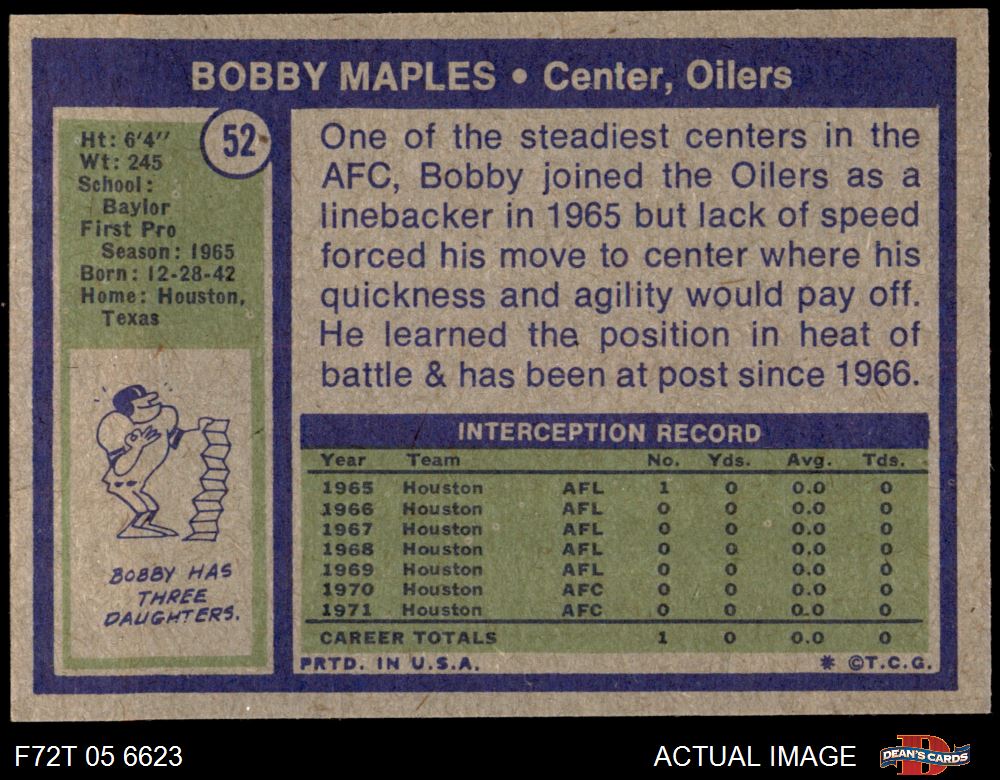 BOBBY MAPLES • Center, Oilers
52
Ht: 6'4"
Wt: 245
School:
Baylor
First Pro
Season: 1965
Born: 12-28-42
Home: Houston,
Texas
BOBBY HAS
THREE
DAUGHTERS.
One of the steadiest centers in the
AFC, Bobby joined the Oilers as a
linebacker in 1965 but lack of speed
forced his move to center where his
quickness and agility would pay off.
He learned the position in heat of
battle & has been at post since 1966.
INTERCEPTION RECORD
Year Team No. Yds. Avg. Tds.
1965 Houston AFL 1 0 0.0 0
1966 Houston AFL 0 0 0.0 0
1967 Houston AFL 0 0 0.0 0
1968 Houston AFL 0 0 0.0 0
1969 Houston AFL 0 0 0.0 0
1970 Houston AFC 0 0 0.0 0
1971 Houston AFC 0 0 0.0 0
CAREER TOTALS 1 0 0.0 0
PRTD. IN U.S.A. * ©T.C.G.
F72T 05 6623 ACTUAL IMAGE DEAN'S CARDS